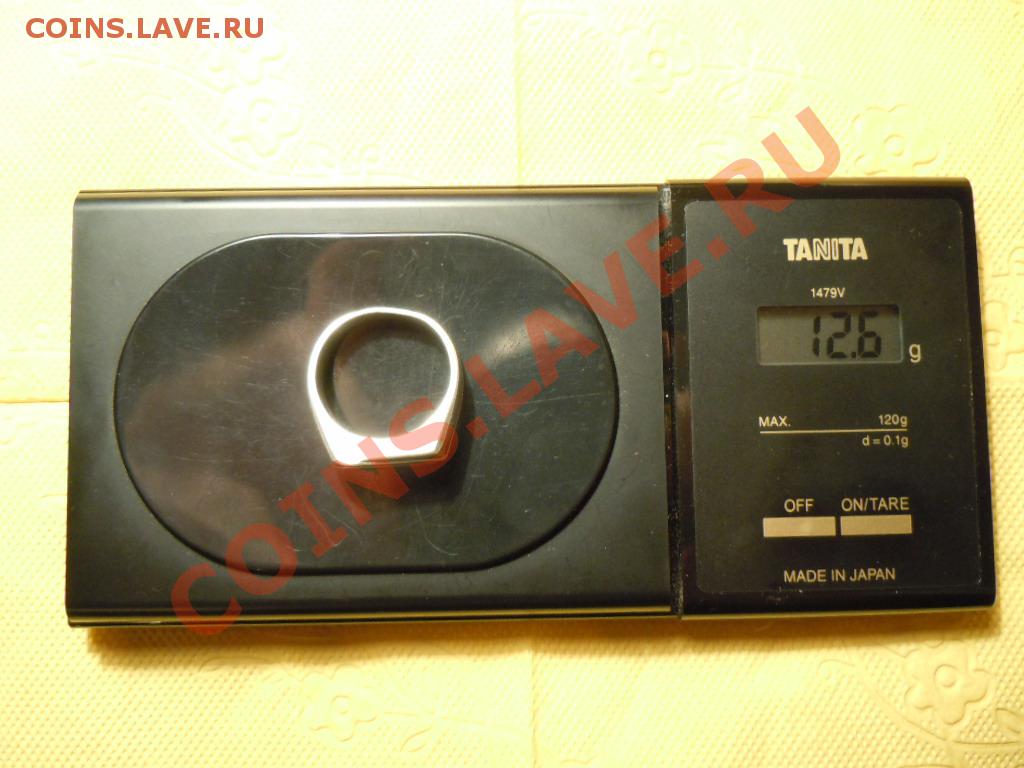 COINS.LAVE.RU
COINS.LAVE.RU
TANITA
1479V
12.6 g
MAX. 120g
d = 0.1g
OFF ON/TARE
MADE IN JAPAN